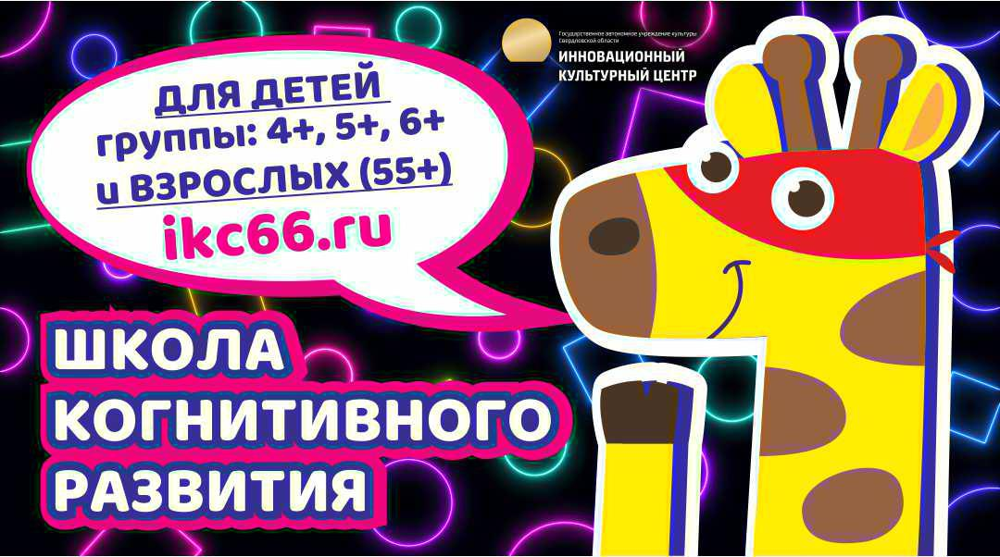 Государственное автономное учреждение культуры
Свердловской области
ИННОВАЦИОННЫЙ
КУЛЬТУРНЫЙ ЦЕНТР
ДЛЯ ДЕТЕЙ
группы: 4+, 5+, 6+
и ВЗРОСЛЫХ (55+)
ikc66.ru
ШКОЛА
КОГНИТИВНОГО
РАЗВИТИЯ